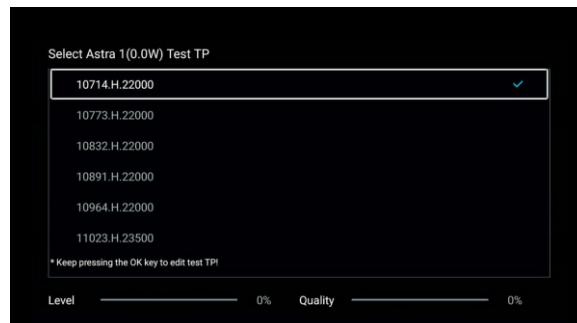 Select Astra 1(0.0W) Test TP
10714.H.22000
10773.H.22000
10832.H.22000
10891.H.22000
10964.H.22000
11023.H.23500
* Keep pressing the OK key to edit test TP!
Level 0% Quality 0%